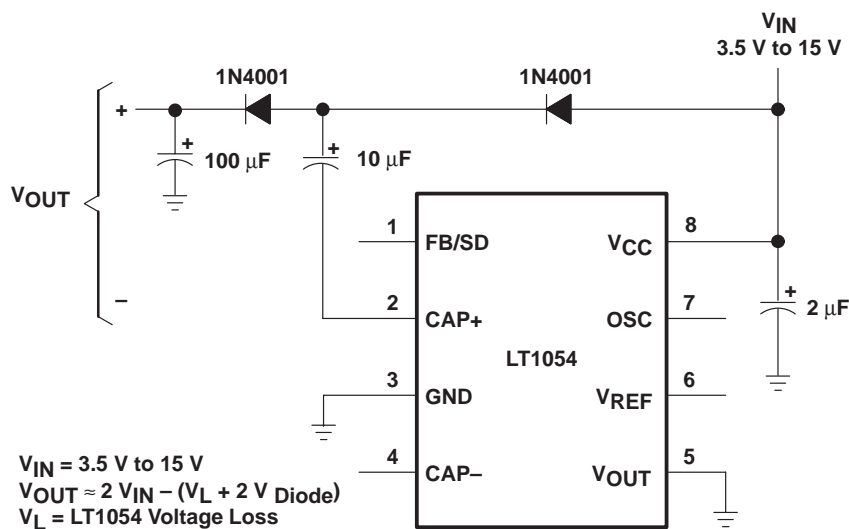 VIN
3.5 V to 15 V
1N4001
1N4001
+
+
100 μF
+
10 μF
VOUT
–
1
FB/SD
2
CAP+
3
GND
4
CAP–
LT1054
VCC
8
OSC
7
VREF
6
VOUT
5
+
2 μF
VIN = 3.5 V to 15 V
VOUT ≈ 2 VIN – (VL + 2 V Diode)
VL = LT1054 Voltage Loss